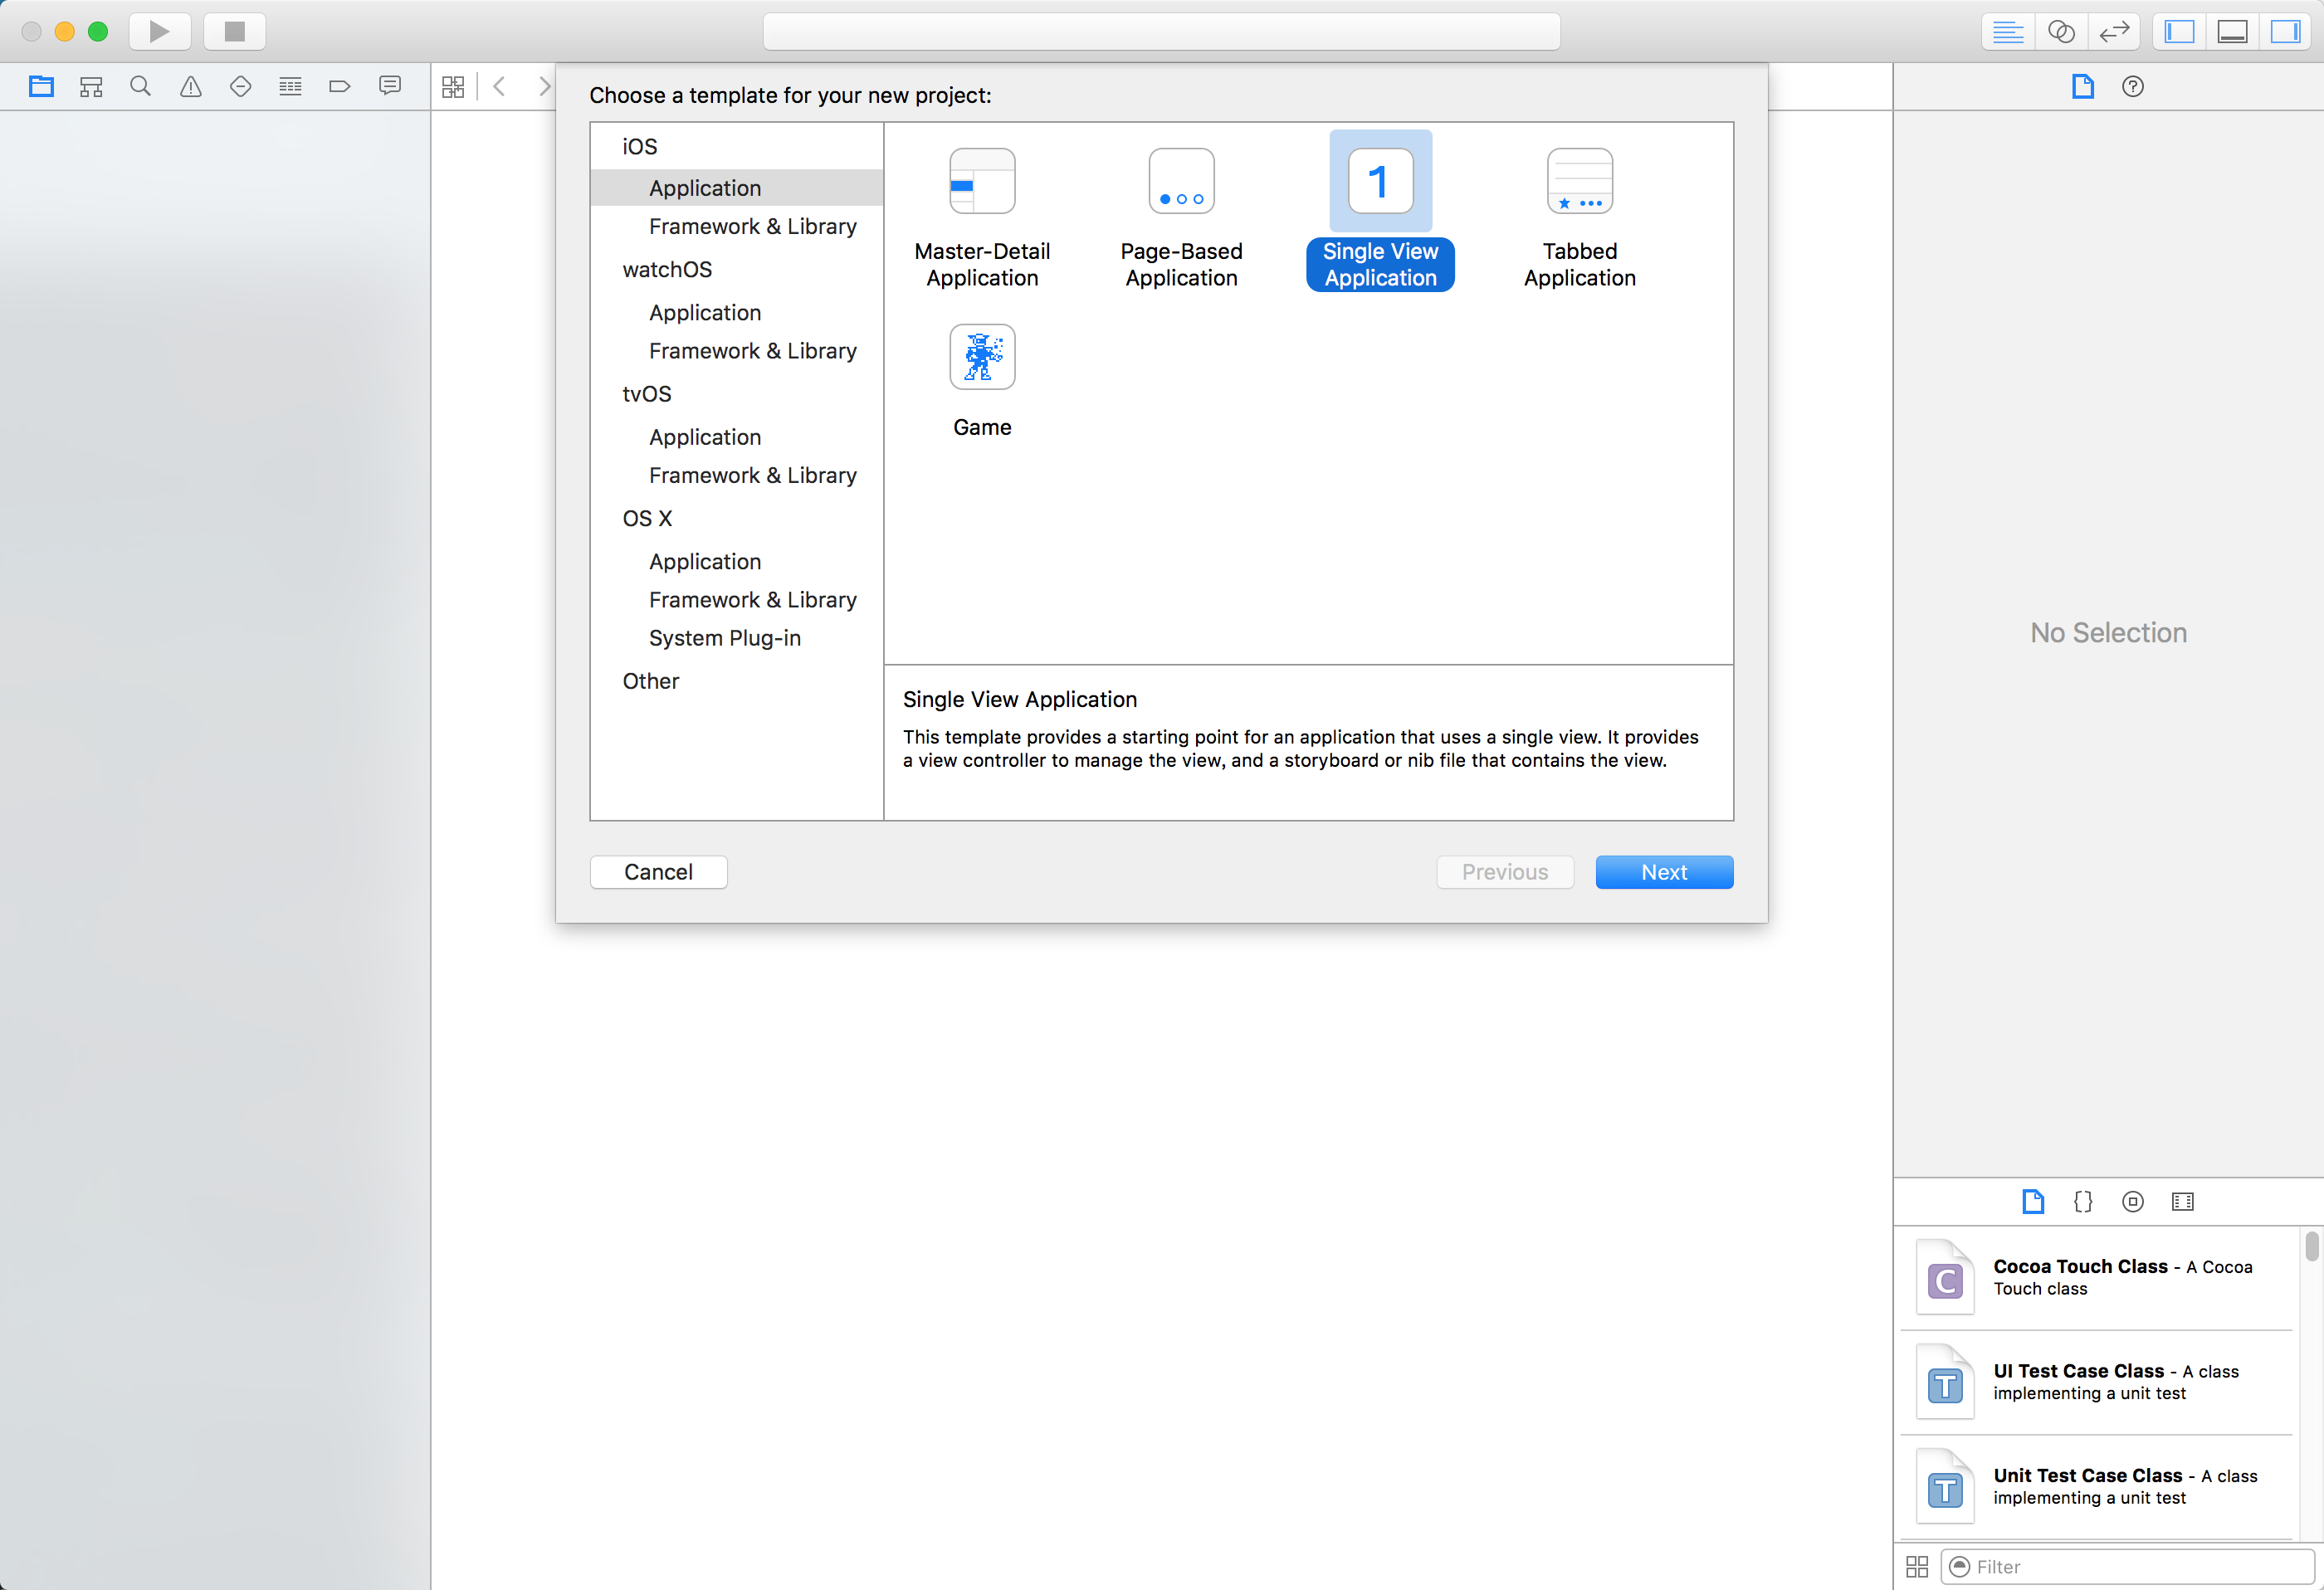 Choose a template for your new project:
iOS
Application
Framework & Library
watchOS
Application
Framework & Library
tvOS
Application
Framework & Library
OS X
Application
Framework & Library
System Plug-in
Other
Master-Detail
Application
Page-Based
Application
1
Single View
Application
Tabbed
Application
Game
Single View Application
This template provides a starting point for an application that uses a single view. It provides
a view controller to manage the view, and a storyboard or nib file that contains the view.
Cancel
Previous
Next
No Selection
{}
C
Cocoa Touch Class - A Cocoa
Touch class
T
UI Test Case Class - A class
implementing a unit test
T
Unit Test Case Class - A class
implementing a unit test
Filter